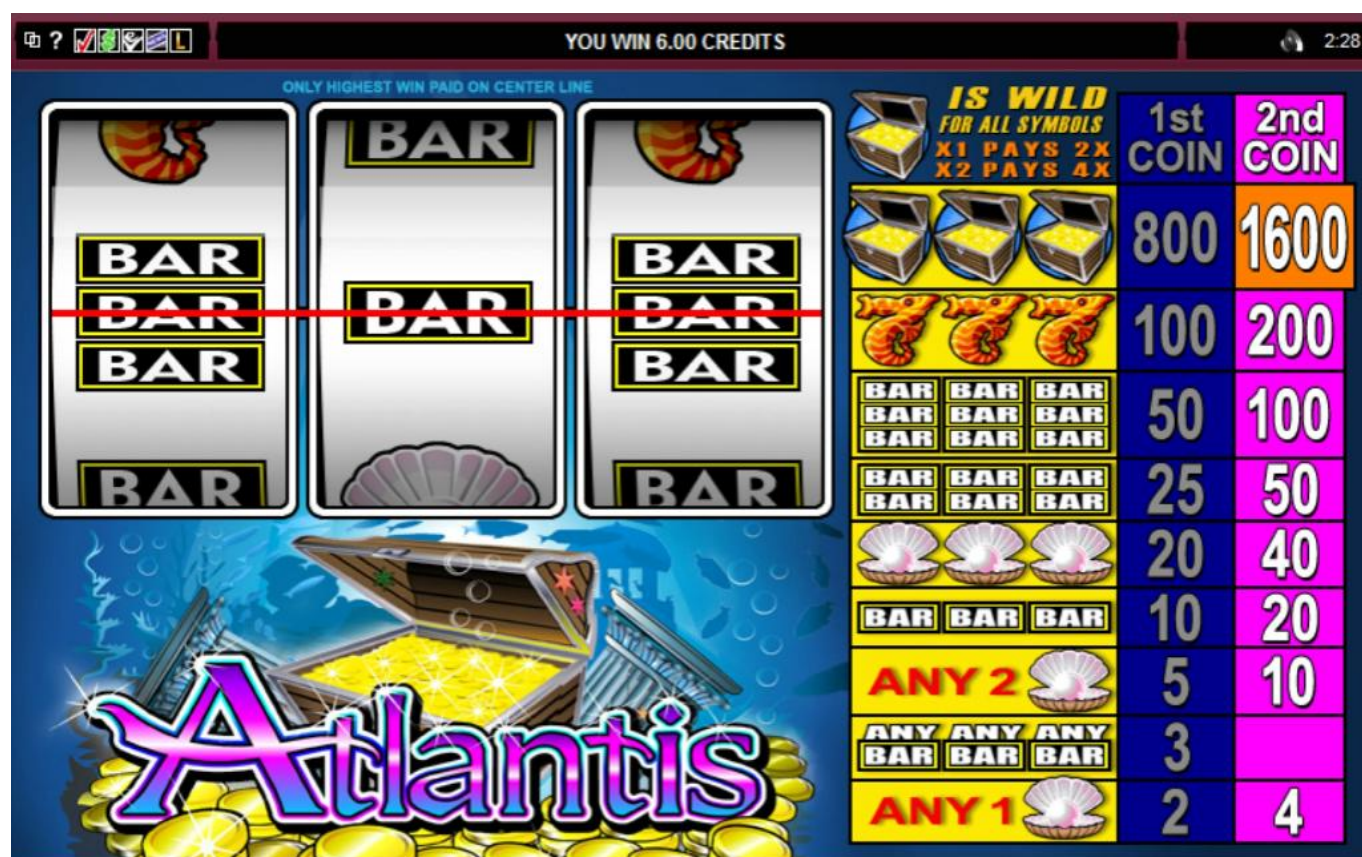 ? L
YOU WIN 6.00 CREDITS
2:28
ONLY HIGHEST WIN PAID ON CENTER LINE
BAR
BAR BAR
BAR BAR BAR
BAR BAR
BAR BAR
IS WILD
FOR ALL SYMBOLS
X1 PAYS 2X
X2 PAYS 4X
1st
COIN
2nd
COIN
800 1600
777 100 200
BAR BAR BAR
BAR BAR BAR
BAR BAR BAR
50 100
BAR BAR BAR
BAR BAR BAR
25 50
20 40
BAR BAR BAR 10 20
ANY 2 5 10
ANY ANY ANY
BAR BAR BAR
3
ANY 1 2 4
Atlantis